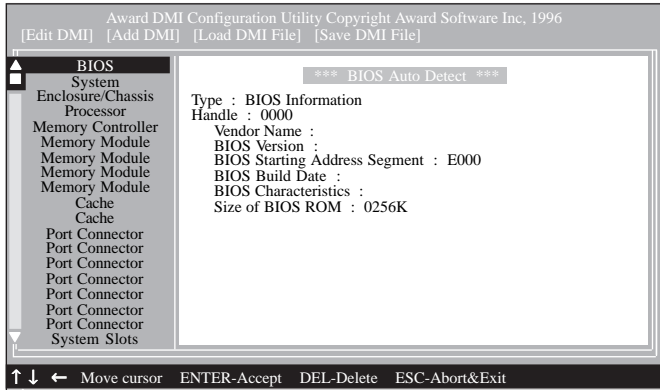 Award DMI Configuration Utility Copyright Award Software Inc, 1996
[Edit DMI] [Add DMI] [Load DMI File] [Save DMI File]
BIOS
System
Enclosure/Chassis
Processor
Memory Controller
Memory Module
Memory Module
Memory Module
Memory Module
Cache
Cache
Port Connector
Port Connector
Port Connector
Port Connector
Port Connector
Port Connector
Port Connector
System Slots
*** BIOS Auto Detect ***
Type : BIOS Information
Handle : 0000
Vendor Name :
BIOS Version :
BIOS Starting Address Segment : E000
BIOS Build Date :
BIOS Characteristics :
Size of BIOS ROM : 0256K
↑↓ ← Move cursor ENTER-Accept DEL-Delete ESC-Abort&Exit